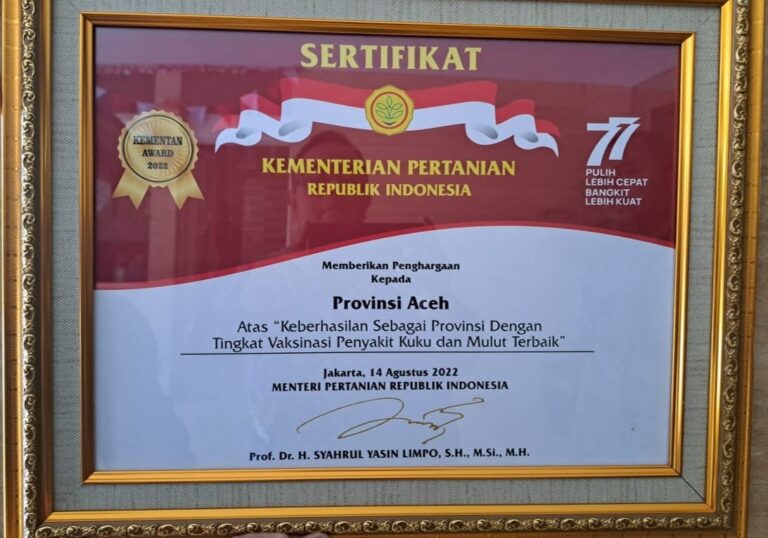 SERTIFIKAT
KEMENTAN
AWARD
2022
KEMENTERIAN PERTANIAN
REPUBLIK INDONESIA
77
PULIH
LEBIH CEPAT
BANGKIT
LEBIH KUAT
Memberikan Penghargaan
Kepada
Provinsi Aceh
Atas “Keberhasilan Sebagai Provinsi Dengan
Tingkat Vaksinasi Penyakit Kuku dan Mulut Terbaik”
Jakarta, 14 Agustus 2022
MENTERI PERTANIAN REPUBLIK INDONESIA
Prof. Dr. H. SYAHRUL YASIN LIMPO, S.H., M.Si., M.H.